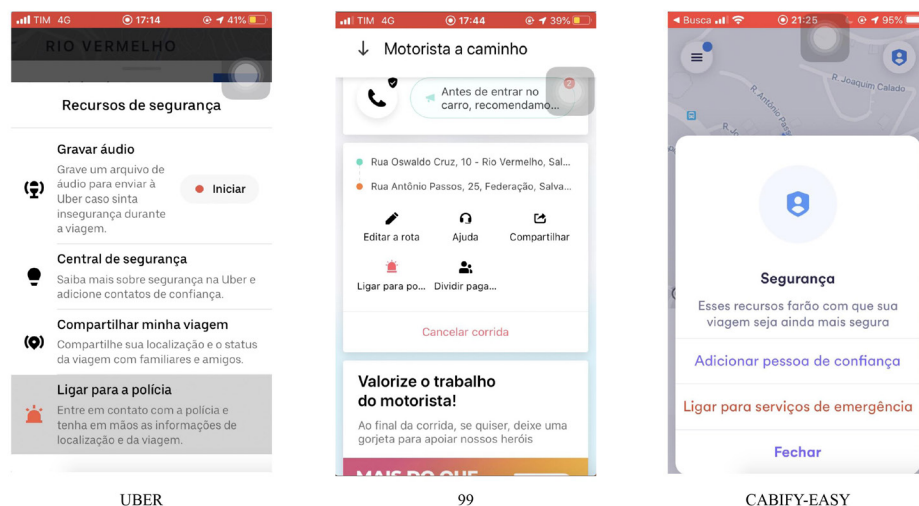 TIM 4G 17:14 41%
RIO VERMELHO
Recursos de segurança
Gravar áudio
Grave um arquivo de
áudio para enviar à
Uber caso sinta
insegurança durante
a viagem.
Iniciar
Central de segurança
Saiba mais sobre segurança na Uber e
adicione contatos de confiança.
Compartilhar minha viagem
Compartilhe sua localização e o status
da viagem com familiares e amigos.
Ligar para a polícia
Entre em contato com a polícia e
tenha em mãos as informações de
localização e da viagem.
UBER
TIM 4G 17:44 39%
Motorista a caminho
Antes de
entrar no
carro, recomendamo...
2
Rua Oswaldo Cruz, 10 - Rio Vermelho, Sal...
Rua Antônio Passos, 25, Federação, Salva...
Editar a rota
Ajuda
Compartilhar
Ligar para po...
Dividir paga...
Cancelar corrida
Valorize o trabalho
do motorista!
Ao final da corrida, se quiser, deixe uma
gorjeta para apoiar nossos heróis
MAIS DO QUE
99
Busca 21:25 95%
R. Joaquim Calado
R. Antônio Passos
Segurança
Esses recursos farão com que sua
viagem seja ainda mais segura
Adicionar pessoa de confiança
Ligar para serviços de emergência
Fechar
CABIFY-EASY